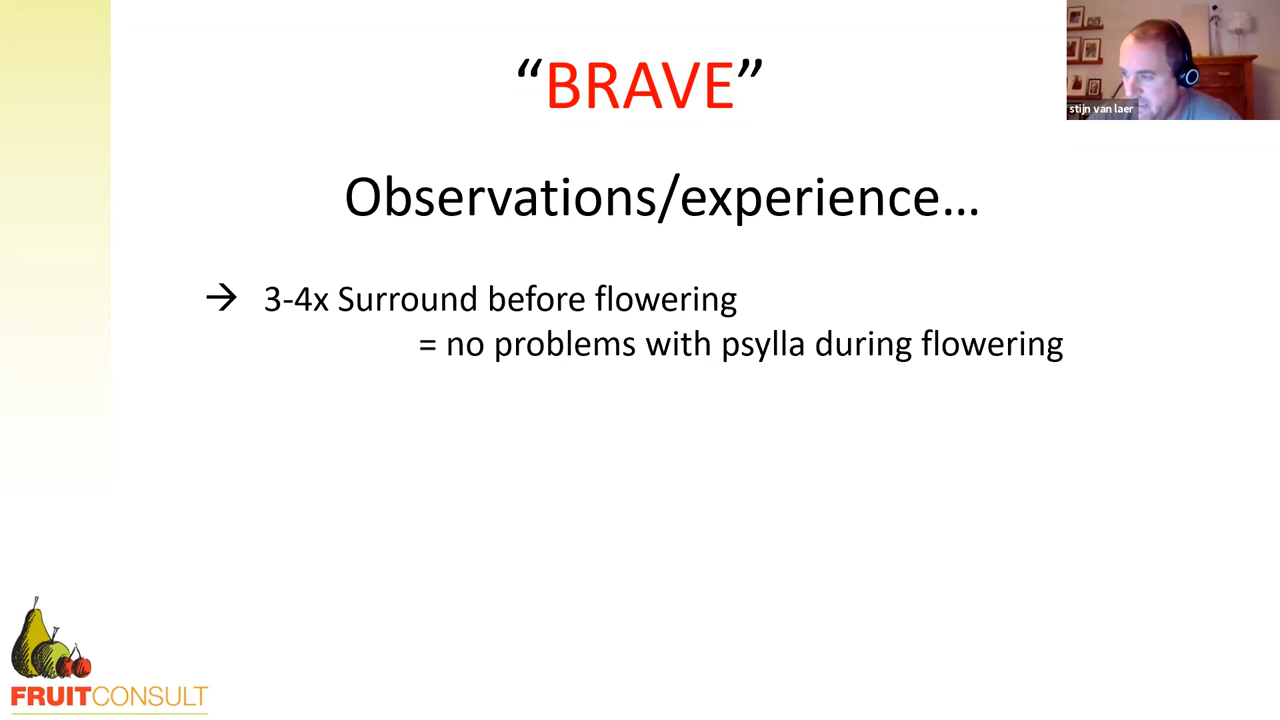 “BRAVE”
stijn van laer
Observations/experience…
→ 3-4x Surround before flowering
= no problems with psylla during flowering
FRUITCONSULT